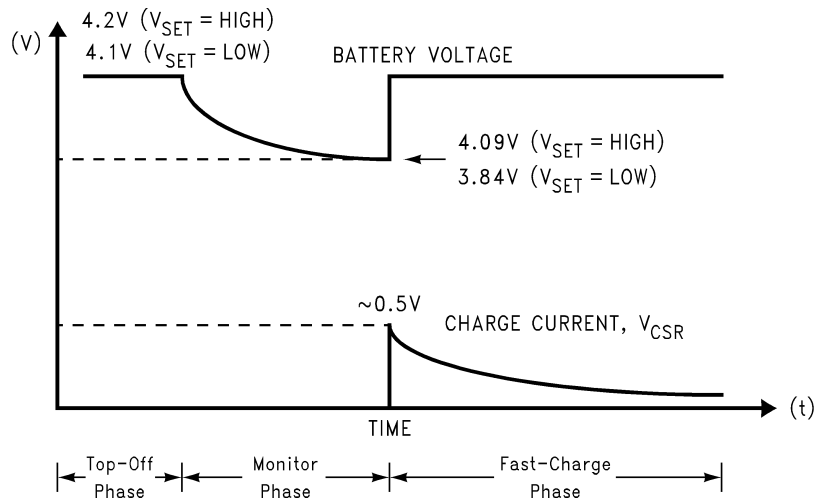 4.2V (VSET = HIGH)
(V)
4.1V (VSET = LOW)
BATTERY VOLTAGE
4.09V (VSET = HIGH)
3.84V (VSET = LOW)
~0.5V
CHARGE CURRENT, VCSR
(t)
TIME
Top-Off
Phase
Monitor
Phase
Fast-Charge
Phase